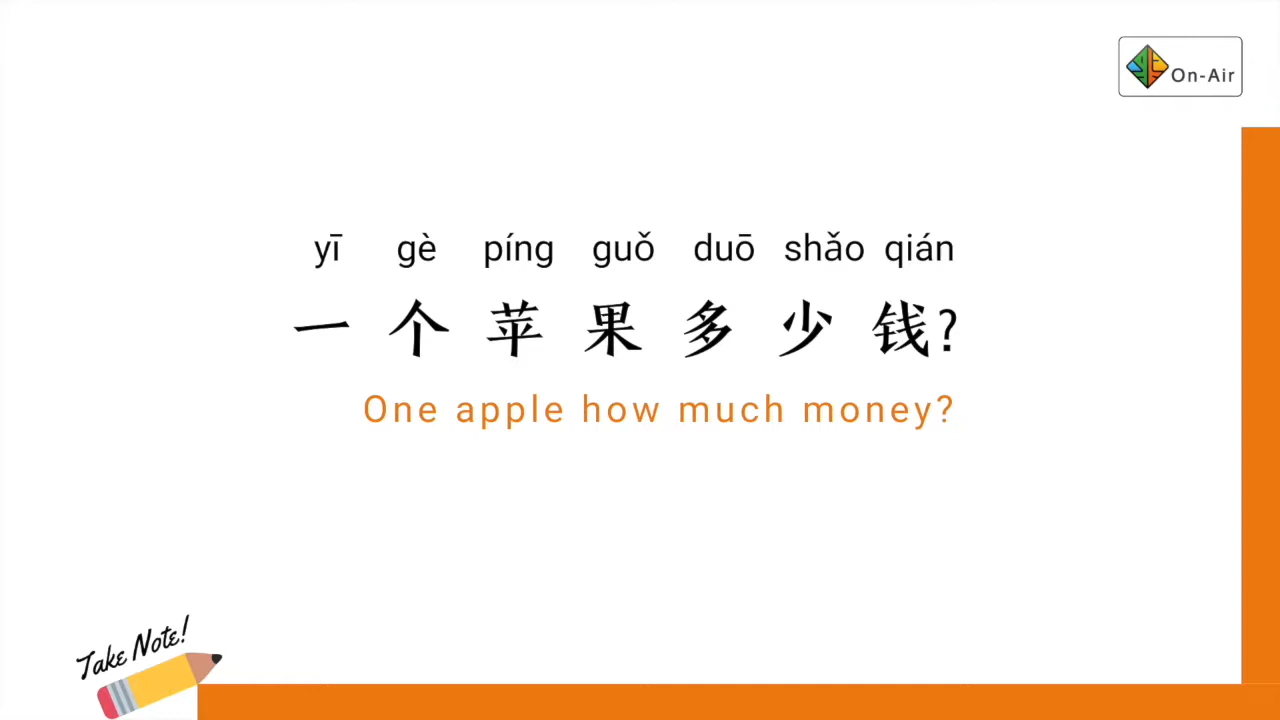 On-Air
yī gè píng guǒ duō shǎo qián
一个苹果多少钱?
One apple how much money?
Take Note!